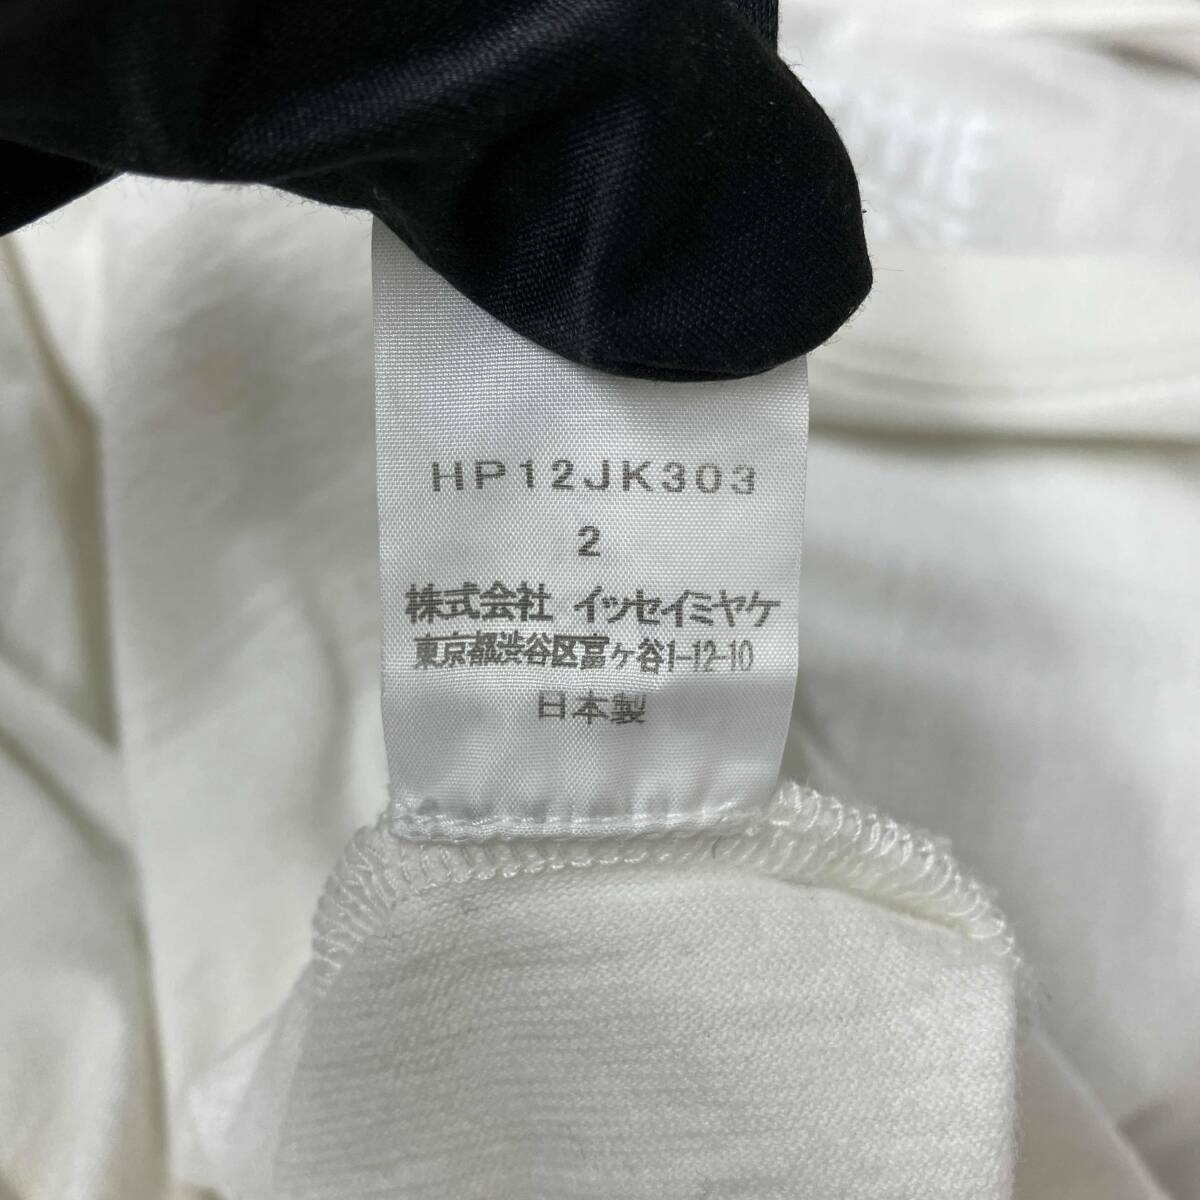 HP12JK303
2
株式会社 イッセイミヤケ
東京都渋谷区富ヶ谷1-12-10
日本製